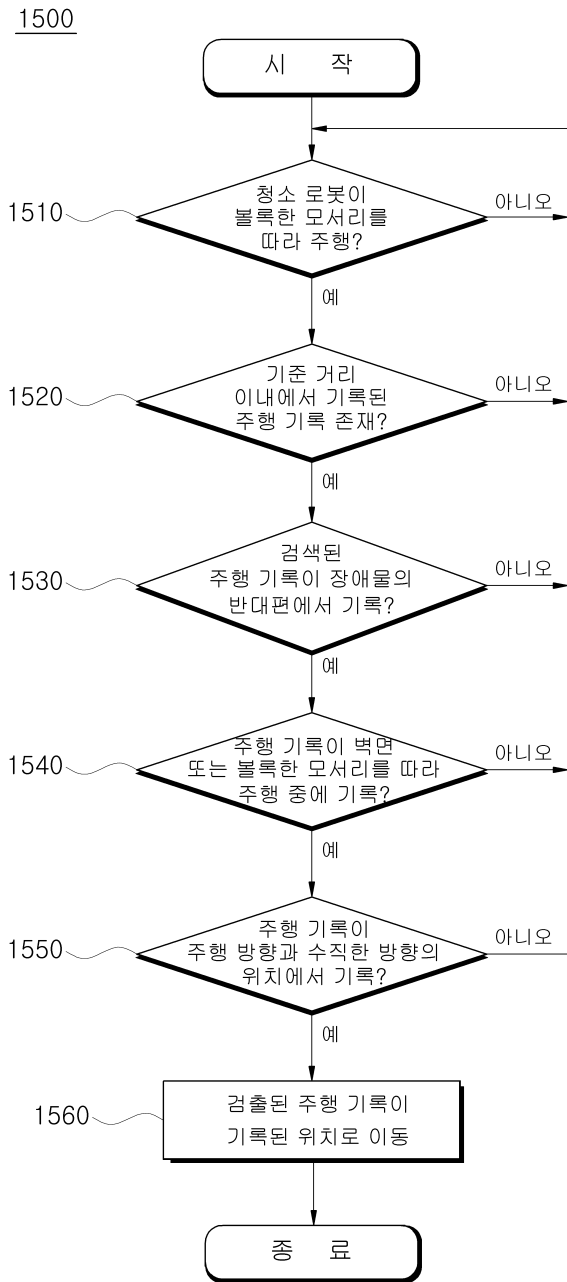 1500
시 작
1510
청소 로봇이
볼록한 모서리를
따라 주행?
아니오
예
1520
기준 거리
이내에서 기록된
주행 기록 존재?
아니오
예
1530
검색된
주행 기록이 장애물의
반대편에서 기록?
아니오
예
1540
주행 기록이 벽면
또는 볼록한 모서리를 따라
주행 중에 기록?
아니오
예
1550
주행 기록이
주행 방향과 수직한 방향의
위치에서 기록?
아니오
예
1560
검출된 주행 기록이
기록된 위치로 이동
종 료